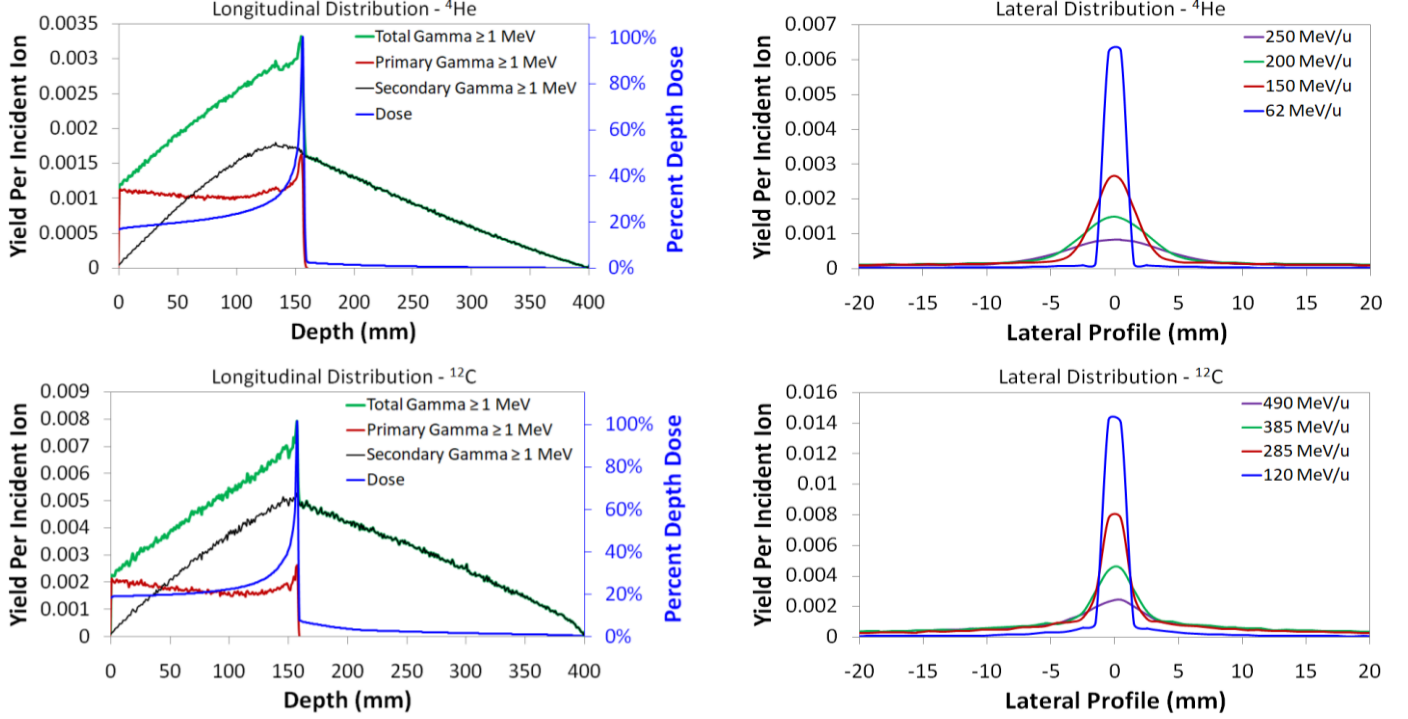 Longitudinal Distribution - ⁴He
Yield Per Incident Ion
0.0035
0.003
0.0025
0.002
0.0015
0.001
0.0005
0
Total Gamma ≥ 1 MeV
Primary Gamma ≥ 1 MeV
Secondary Gamma ≥ 1 MeV
Dose
100%
80%
60%
40%
20%
0%
Percent Depth Dose
0 50 100 150 200 250 300 350 400
Depth (mm)
Lateral Distribution - ⁴He
Yield Per Incident Ion
0.007
0.006
0.005
0.004
0.003
0.002
0.001
0
250 MeV/u
200 MeV/u
150 MeV/u
62 MeV/u
-20 -15 -10 -5 0 5 10 15 20
Lateral Profile (mm)
Longitudinal Distribution - ¹²C
Yield Per Incident Ion
0.009
0.008
0.007
0.006
0.005
0.004
0.003
0.002
0.001
0
Total Gamma ≥ 1 MeV
Primary Gamma ≥ 1 MeV
Secondary Gamma ≥ 1 MeV
Dose
100%
80%
60%
40%
20%
0%
Percent Depth Dose
0 50 100 150 200 250 300 350 400
Depth (mm)
Lateral Distribution - ¹²C
Yield Per Incident Ion
0.016
0.014
0.012
0.01
0.008
0.006
0.004
0.002
0
490 MeV/u
385 MeV/u
285 MeV/u
120 MeV/u
-20 -15 -10 -5 0 5 10 15 20
Lateral Profile (mm)